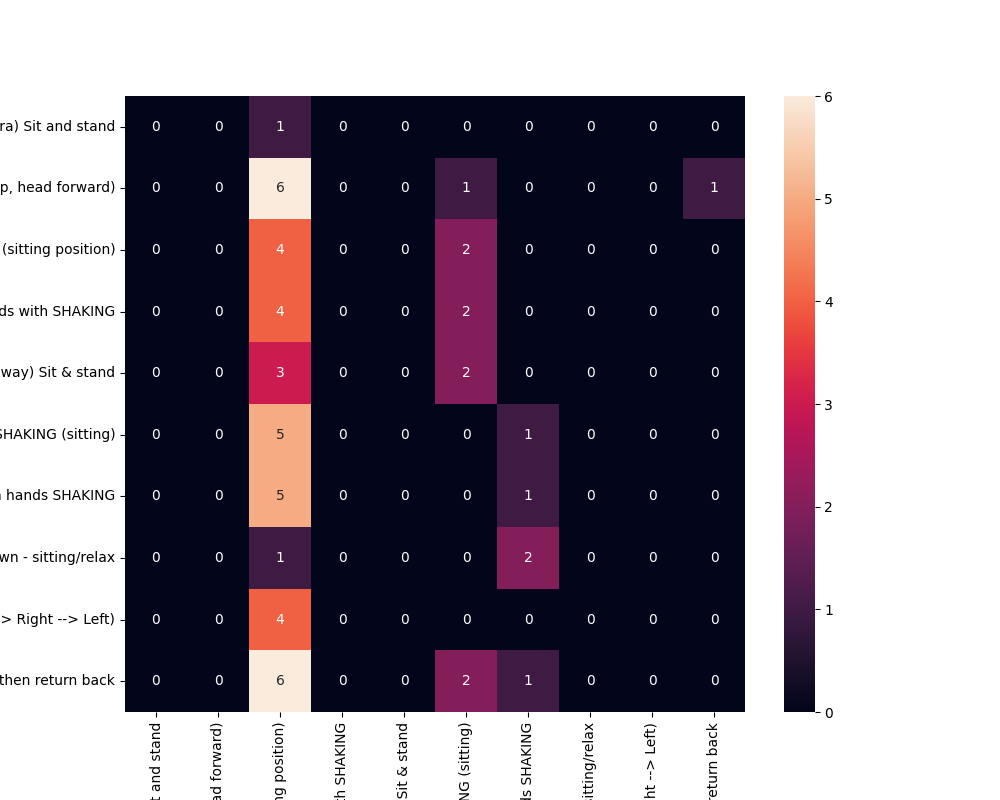 ra) Sit and stand 0 0 1 0 0 0 0 0 0 0
p, head forward) 0 0 6 0 0 1 0 0 0 1
(sitting position) 0 0 4 0 0 2 0 0 0 0
ds with SHAKING 0 0 4 0 0 2 0 0 0 0
way) Sit & stand 0 0 3 0 0 2 0 0 0 0
SHAKING (sitting) 0 0 5 0 0 0 1 0 0 0
hands SHAKING 0 0 5 0 0 0 1 0 0 0
wn - sitting/relax 0 0 1 0 0 0 2 0 0 0
> Right --> Left) 0 0 4 0 0 0 0 0 0 0
then return back 0 0 6 0 0 2 1 0 0 0
t and stand
ad forward)
ng position)
h SHAKING
Sit & stand
NG (sitting)
ds SHAKING
sitting/relax
ht --> Left)
return back
6
5
4
3
2
1
0